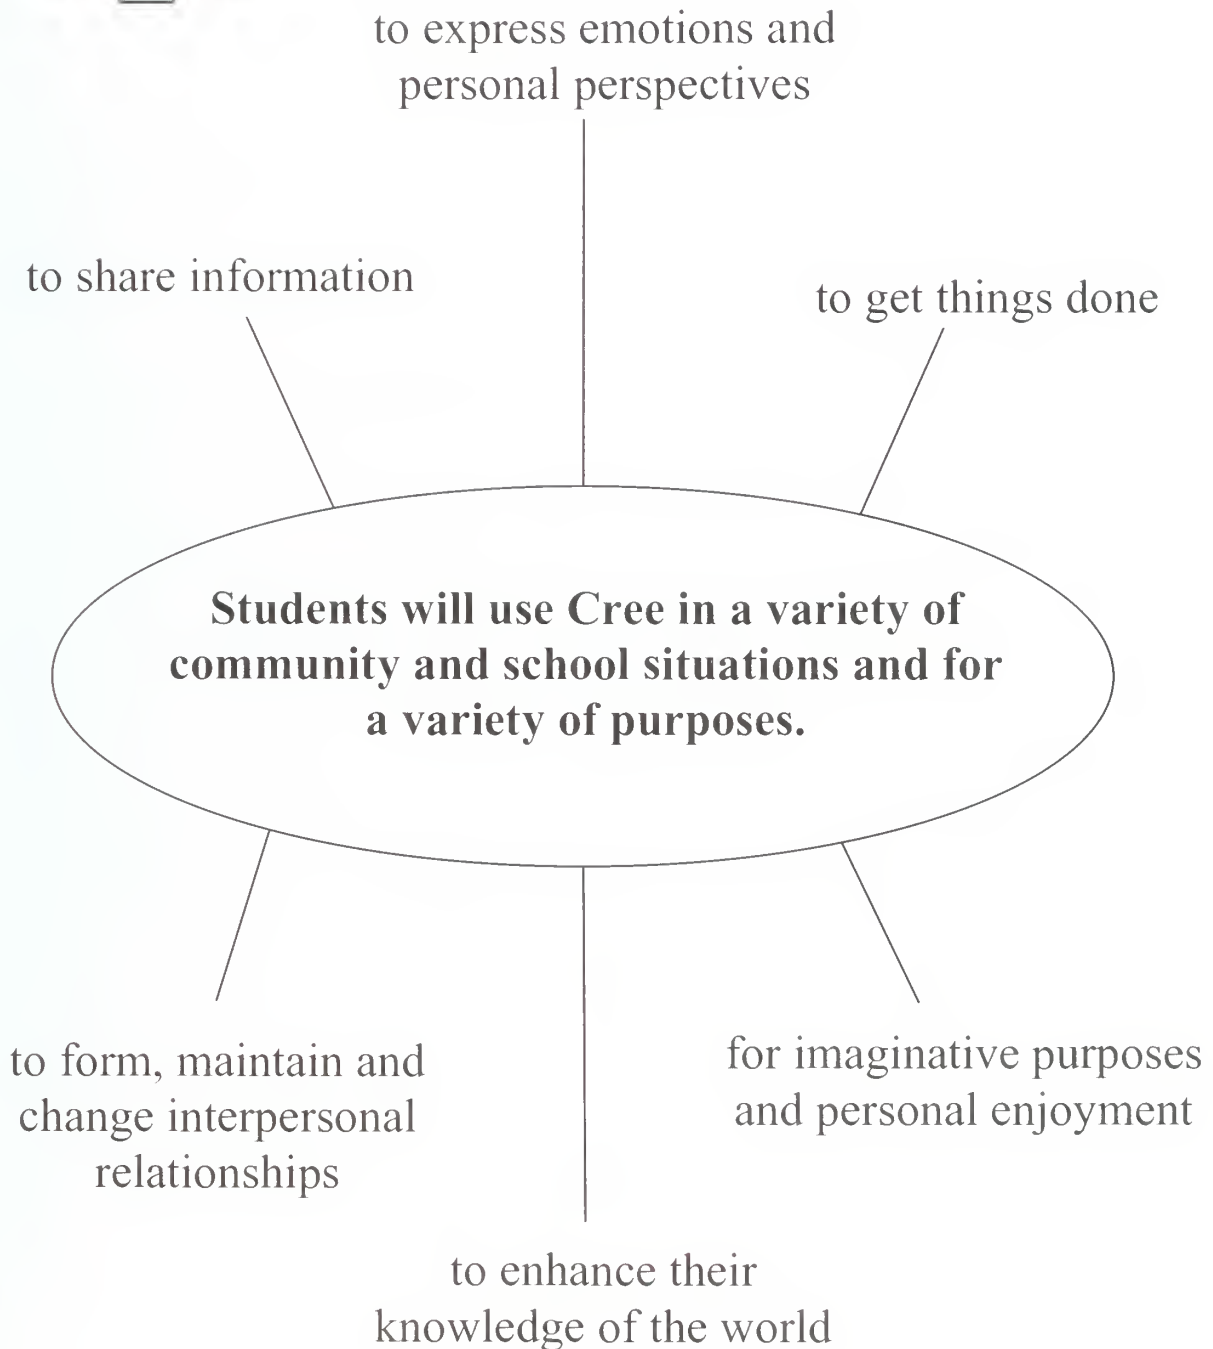 to express emotions and
personal perspectives
to share information
to get things done
Students will use Cree in a variety of
community and school situations and for
a variety of purposes.
to form, maintain and
change interpersonal
relationships
for imaginative purposes
and personal enjoyment
to enhance their
knowledge of the world